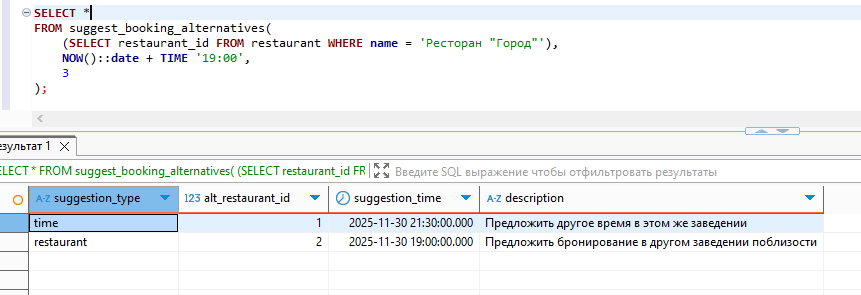 SELECT *
FROM suggest_booking_alternatives(
(SELECT restaurant_id FROM restaurant WHERE name = 'Ресторан "Город"'),
NOW()::date + TIME '19:00',
3
);
езультат 1
ELECT * FROM suggest_booking_alternatives( (SELECT restaurant_id FR Введите SQL выражение чтобы отфильтровать результаты
A-Z suggestion_type 123 alt_restaurant_id suggestion_time A-Z description
time 1 2025-11-30 21:30:00.000 Предложить другое время в этом же заведении
restaurant 2 2025-11-30 19:00:00.000 Предложить бронирование в другом заведении поблизости